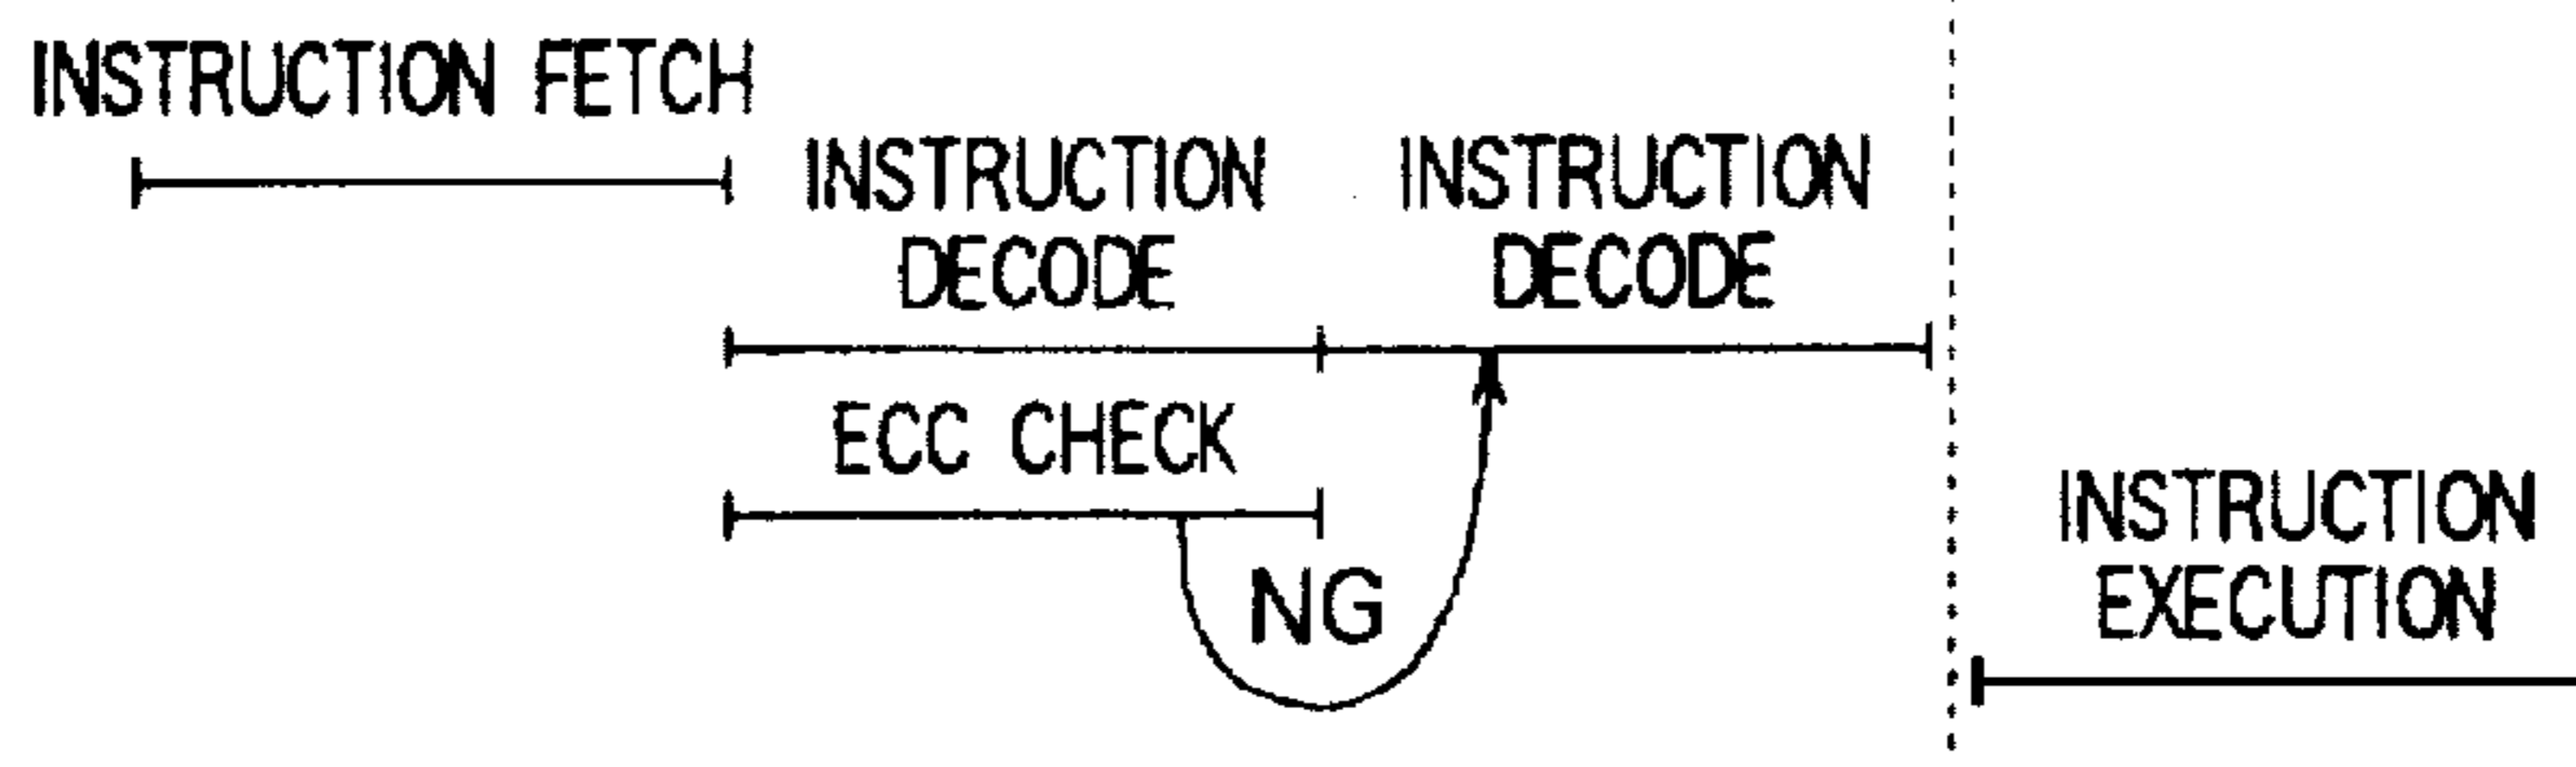 INSTRUCTION FETCH
INSTRUCTION
DECODE
INSTRUCTION
DECODE
ECC CHECK
NG
INSTRUCTION
EXECUTION